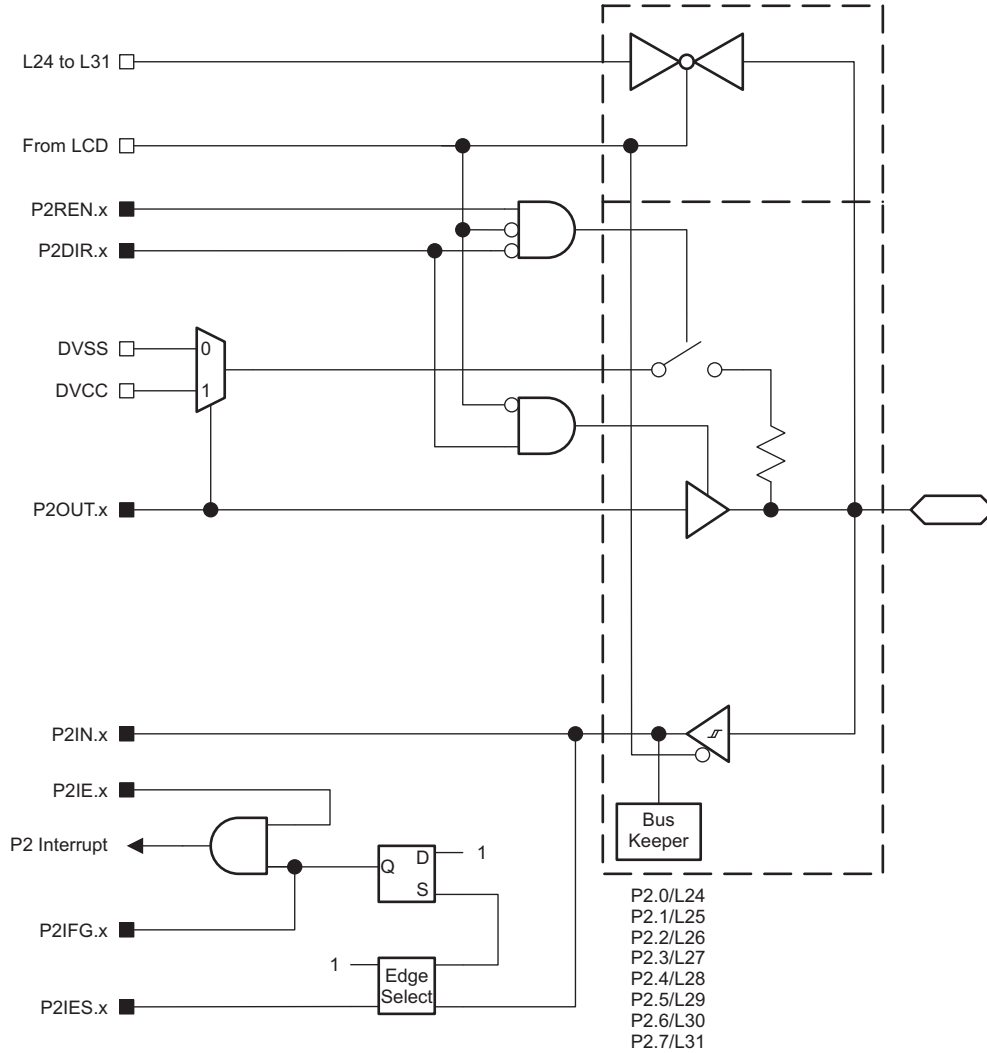 L24 to L31
From LCD
P2REN.x
P2DIR.x
DVSS
0
DVCC
1
P2OUT.x
P2IN.x
P2IE.x
Bus
Keeper
P2 Interrupt
Q
D
1
S
P2IFG.x
P2.0/L24
P2.1/L25
P2.2/L26
P2.3/L27
P2.4/L28
P2.5/L29
P2.6/L30
P2.7/L31
1
Edge
Select
P2IES.x